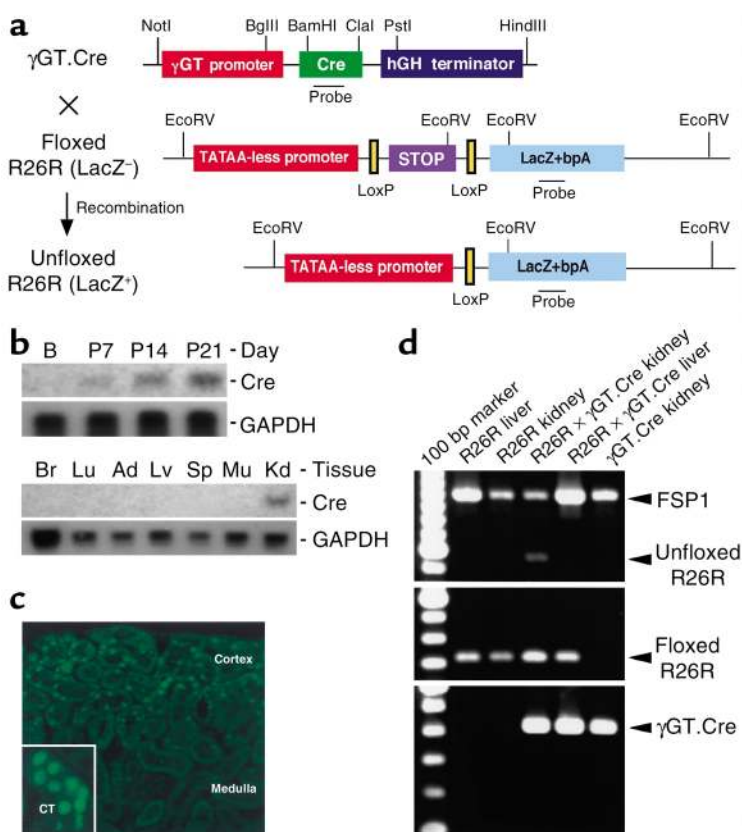 a
NotI BglII BamHI ClaI PstI HindIII
γGT.Cre
γGT promoter Cre hGH terminator
Probe
×
EcoRV EcoRV EcoRV EcoRV
Floxed
R26R (LacZ⁻)
TATAA-less promoter STOP LacZ+bpA
LoxP LoxP Probe
Recombination
EcoRV EcoRV EcoRV
Unfloxed
R26R (LacZ⁺)
TATAA-less promoter LacZ+bpA
LoxP Probe
b
B P7 P14 P21 - Day
- Cre
- GAPDH
Br Lu Ad Lv Sp Mu Kd - Tissue
- Cre
- GAPDH
c
Cortex
Medulla
CT
d
100 bp marker
R26R liver
R26R kidney
R26R × γGT.Cre kidney
R26R × γGT.Cre liver
γGT.Cre kidney
FSP1
Unfloxed
R26R
Floxed
R26R
γGT.Cre